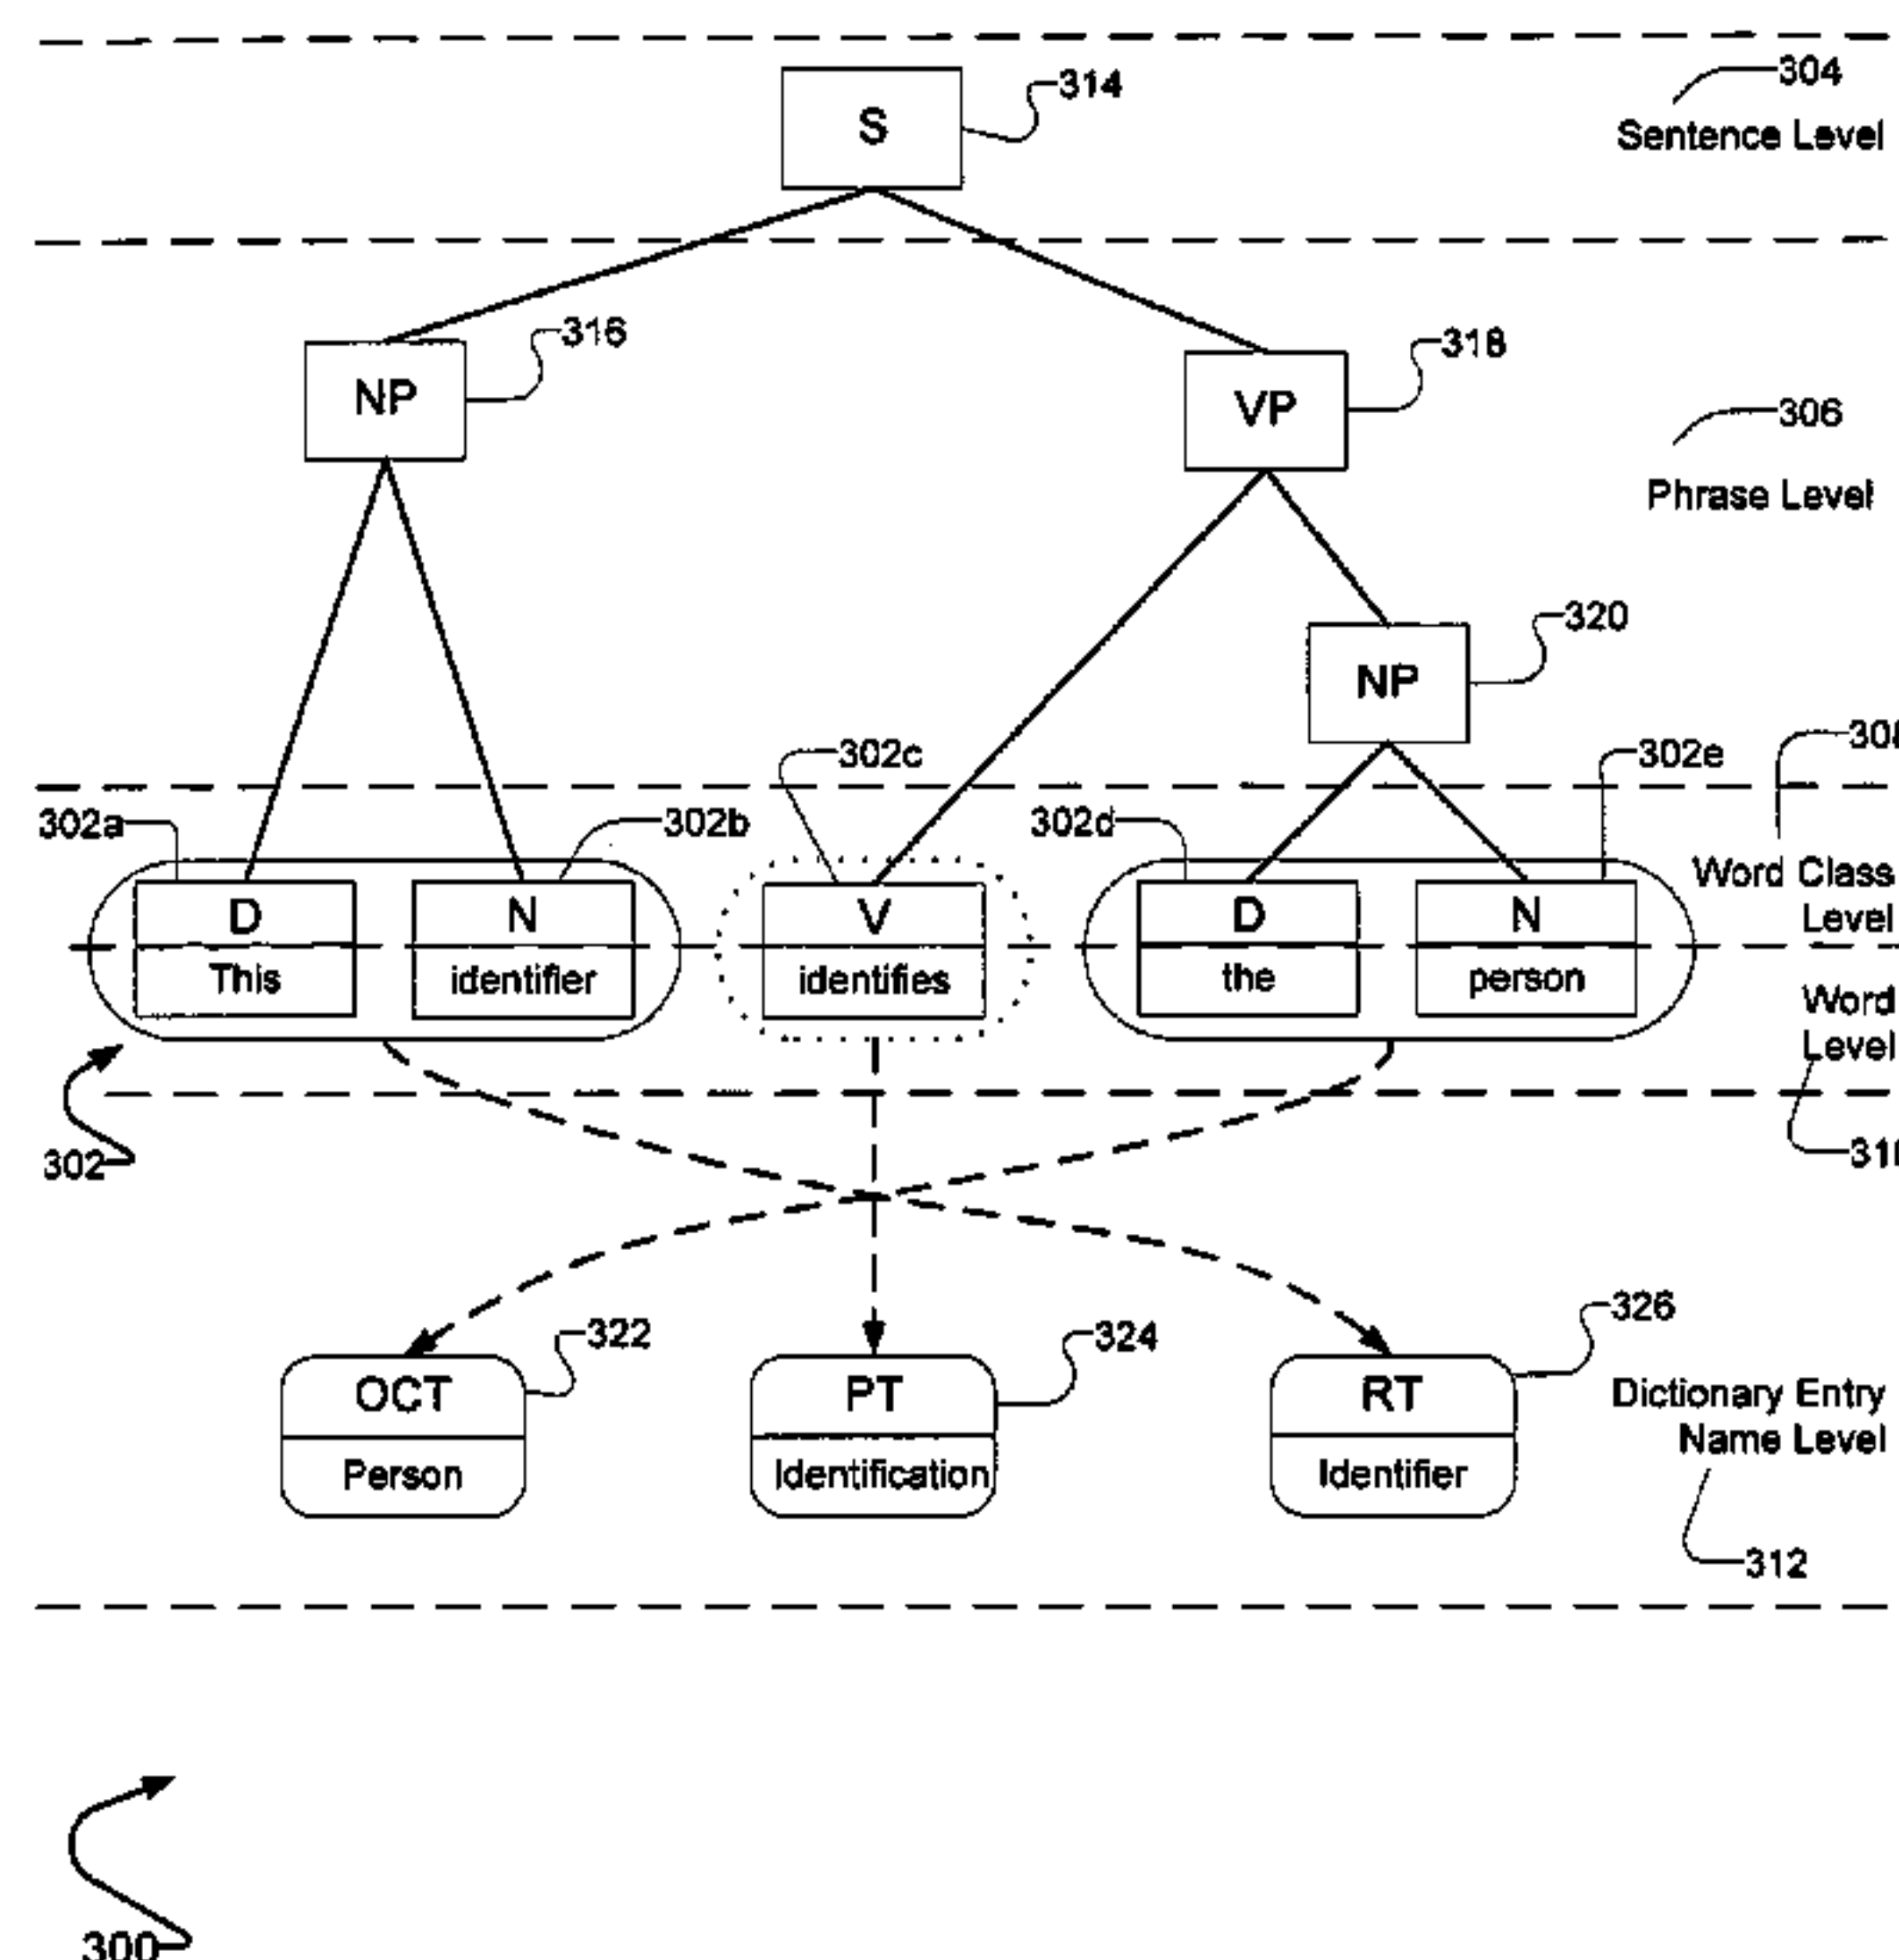 314
304
S
Sentence Level
316
318
NP
VP
306
Phrase Level
320
NP
302c
302e
302a
302b
302d
Word Class
Level
D
N
V
D
N
This
identifier
identifies
the
person
Word
Level
302
322
324
326
OCT
PT
RT
Dictionary Entry
Name Level
Person
Identification
Identifier
312
300